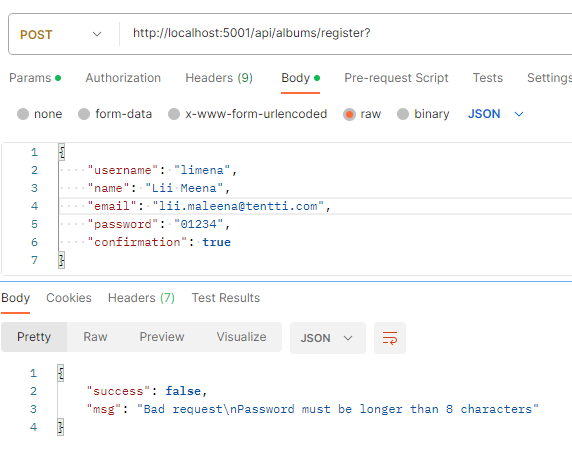 POST http://localhost:5001/api/albums/register?
Params Authorization Headers (9) Body Pre-request Script Tests Settings
none form-data x-www-form-urlencoded raw binary JSON
1 {
2 "username": "limena",
3 "name": "Lii Meena",
4 "email": "lii.maleena@tentti.com",
5 "password": "01234",
6 "confirmation": true
7 }
Body Cookies Headers (7) Test Results
Pretty Raw Preview Visualize JSON
1 {
2 "success": false,
3 "msg": "Bad request\nPassword must be longer than 8 characters"
4 }